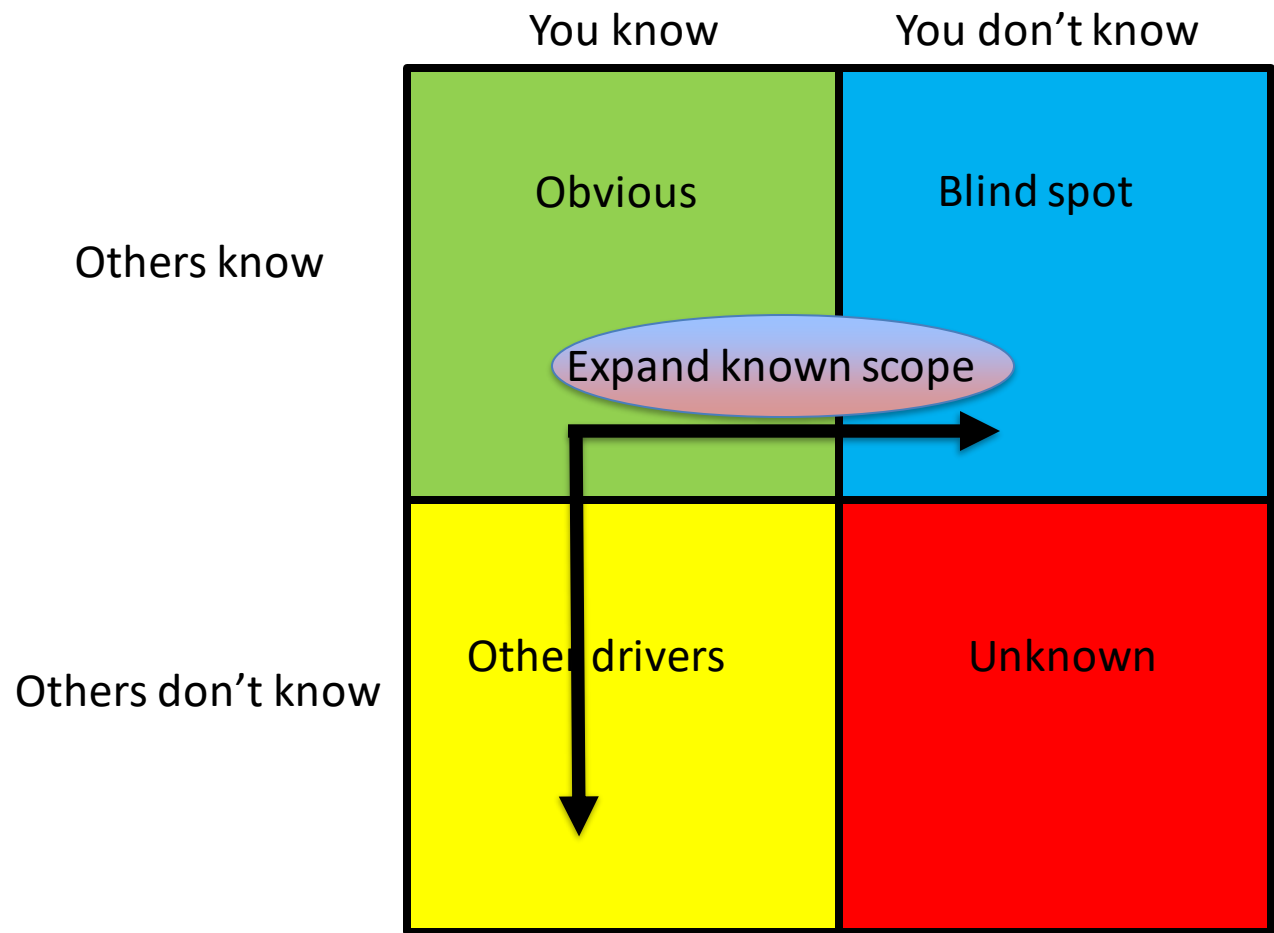 You know
You don’t know
Obvious
Blind spot
Others know
Expand known scope
Other drivers
Unknown
Others don’t know